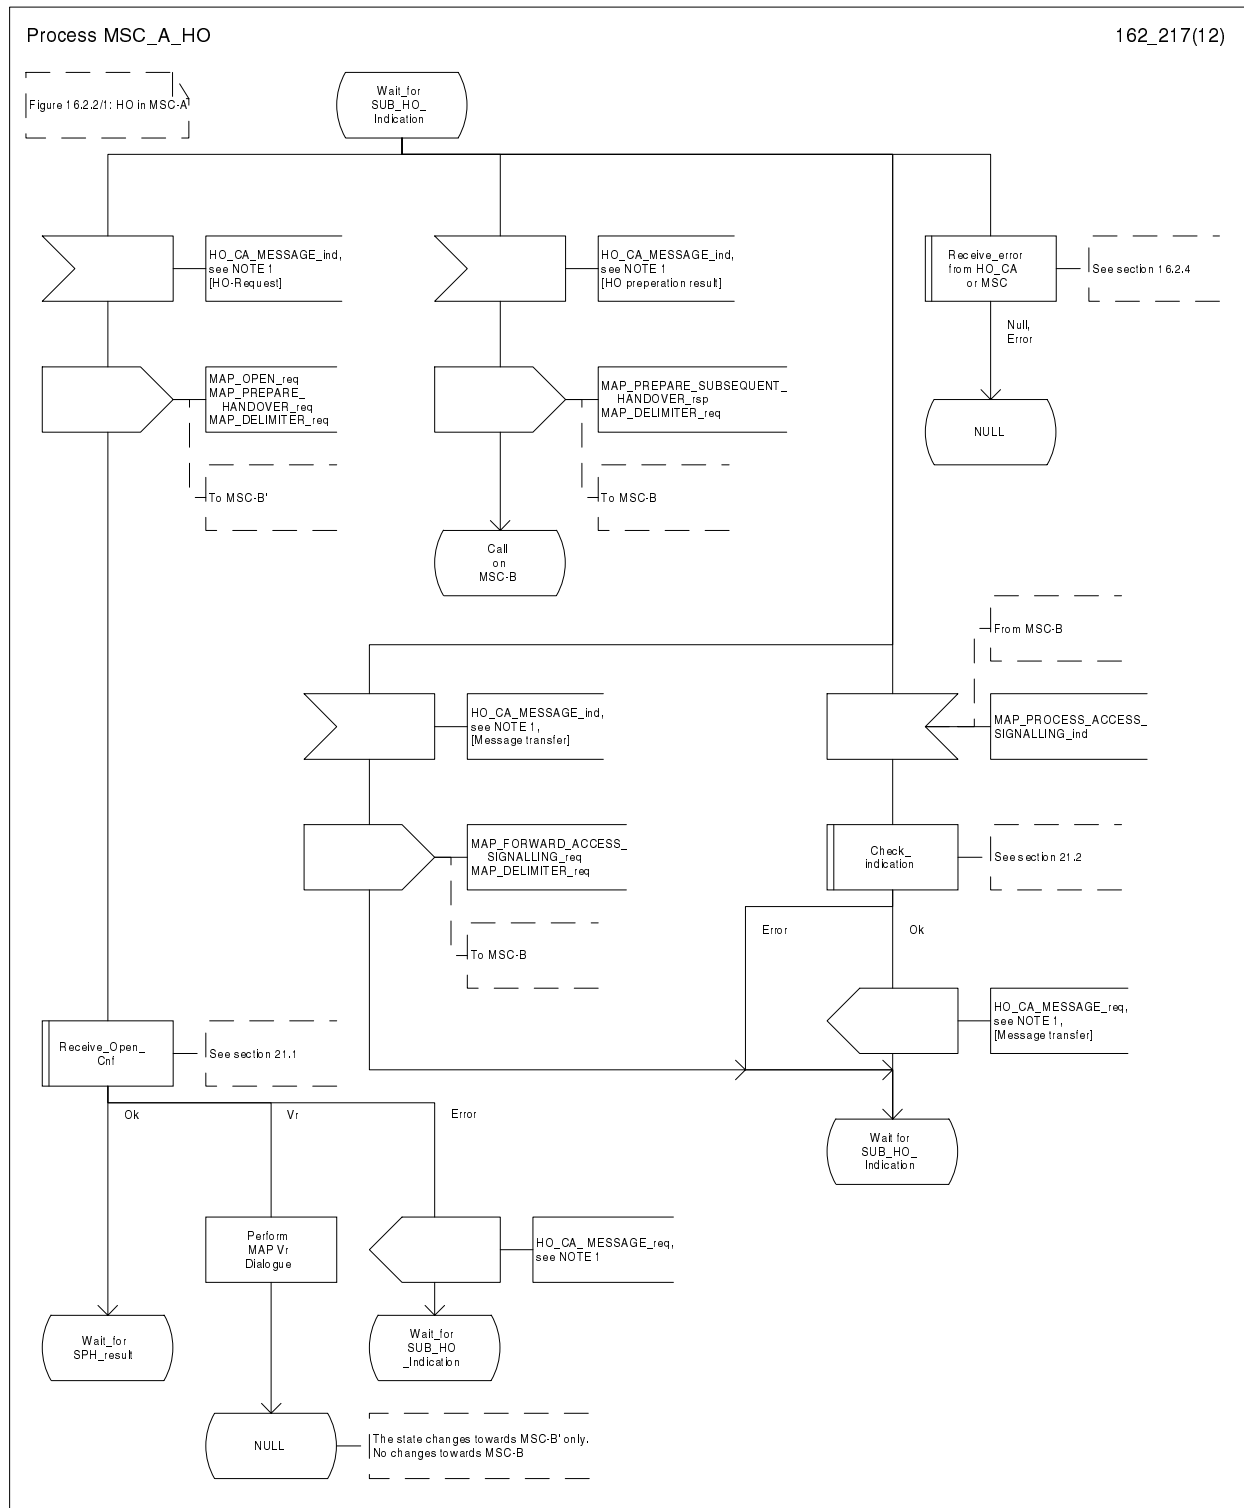 Process MSC_A_HO
162_217(12)
Figure 16.2.2/1: HO in MSC-A
Wait_for
SUB_HO_
Indication
HO_CA_MESSAGE_ind,
see NOTE 1
[HO-Request]
HO_CA_MESSAGE_ind,
see NOTE 1
[HO preperation result]
Receive_error
from HO_CA
or MSC
See section 16.2.4
Null,
Error
MAP_OPEN_req
MAP_PREPARE_
HANDOVER_req
MAP_DELIMITER_req
MAP_PREPARE_SUBSEQUENT_
HANDOVER_rsp
MAP_DELIMITER_req
NULL
To MSC-B'
To MSC-B
Call
on
MSC-B
From MSC-B
HO_CA_MESSAGE_ind,
see NOTE 1,
[Message transfer]
MAP_PROCESS_ACCESS_
SIGNALLING_ind
MAP_FORWARD_ACCESS_
SIGNALLING_req
MAP_DELIMITER_req
Check_
indication
See section 21.2
Error
Ok
To MSC-B
HO_CA_MESSAGE_req,
see NOTE 1,
[Message transfer]
Receive_Open_
Cnf
See section 21.1
Ok
Vr
Error
Wait for
SUB_HO_
Indication
Perform
MAP Vr
Dialogue
HO_CA_ MESSAGE_req,
see NOTE 1
Wait_for
SPH_result
Wait_for
SUB_HO
_Indication
NULL
The state changes towards MSC-B' only.
No changes towards MSC-B